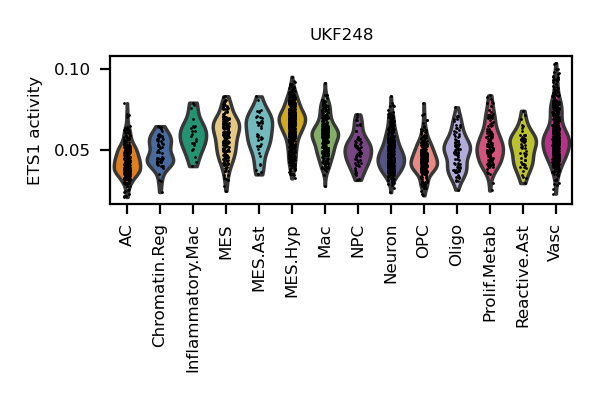 UKF248
ETS1 activity
0.10
0.05
AC
Chromatin.Reg
Inflammatory.Mac
MES
MES.Ast
MES.Hyp
Mac
NPC
Neuron
OPC
Oligo
Prolif.Metab
Reactive.Ast
Vasc